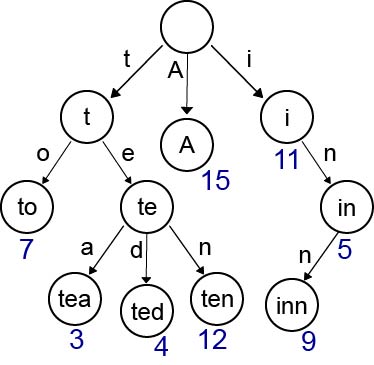 t A i
t i
A
11
15
o e n
to te in
7 5
a d n n
tea ted ten inn
3 4 12 9